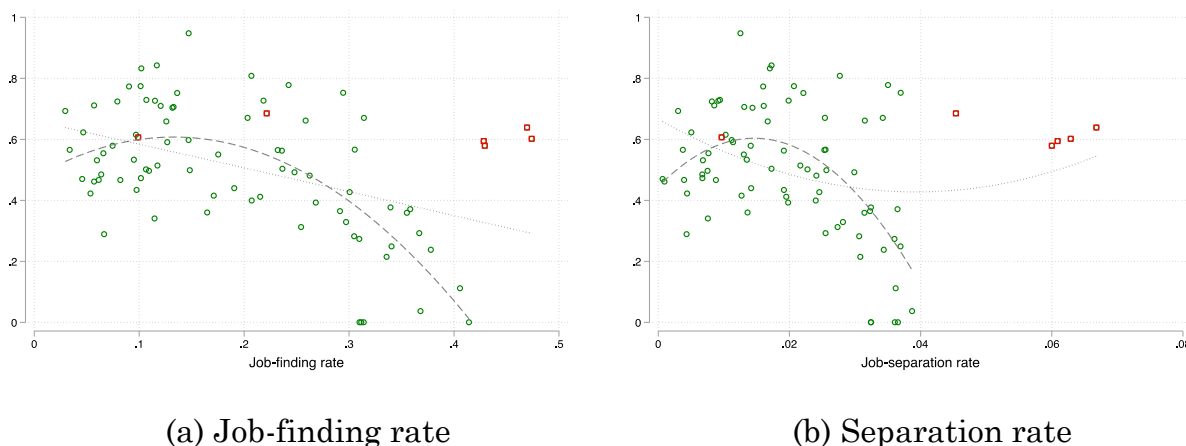 1
.8
.6
.4
.2
0
0 .1 .2 .3 .4 .5
Job-finding rate
(a) Job-finding rate
1
.8
.6
.4
.2
0
0 .02 .04 .06 .08
Job-separation rate
(b) Separation rate